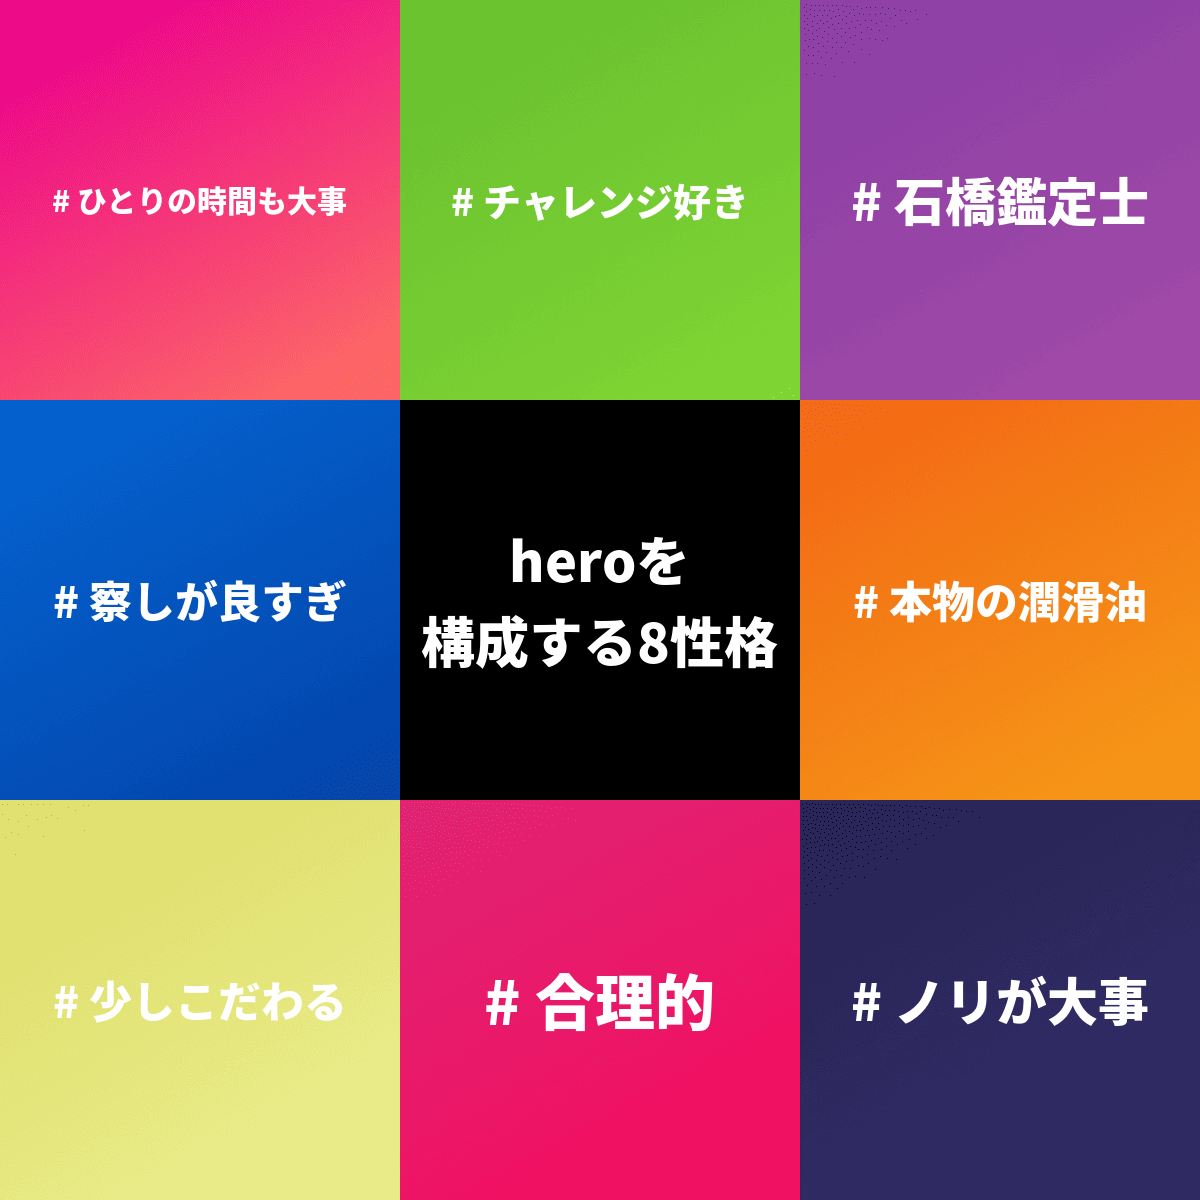 # ひとりの時間も大事
# チャレンジ好き
# 石橋鑑定士
# 察しが良すぎ
heroを
構成する8性格
# 本物の潤滑油
# 少しこだわる
# 合理的
# ノリが大事